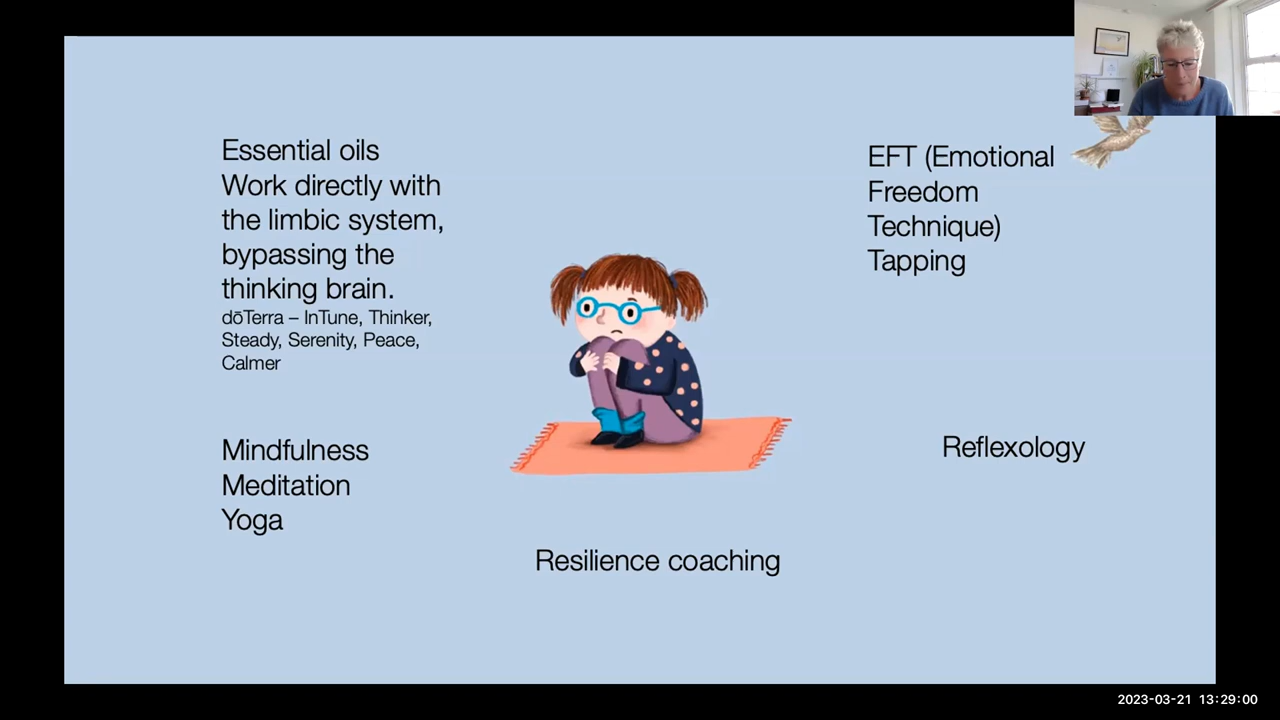 Essential oils
Work directly with
the limbic system,
bypassing the
thinking brain.
dōTerra – InTune, Thinker,
Steady, Serenity, Peace,
Calmer
EFT (Emotional
Freedom
Technique)
Tapping
Mindfulness
Meditation
Yoga
Reflexology
Resilience coaching
2023-03-21 13:29:00